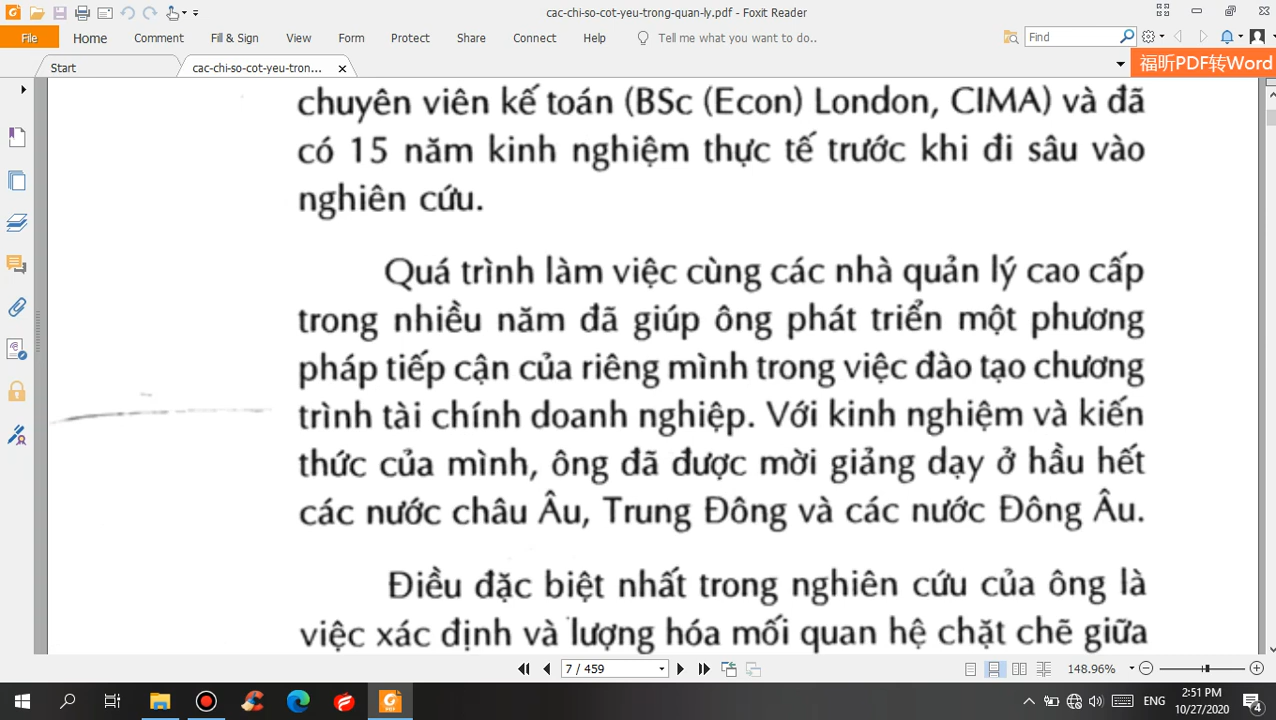 cac-chi-so-cot-yeu-trong-quan-ly.pdf - Foxit Reader
File Home Comment Fill & Sign View Form Protect Share Connect Help Tell me what you want to do.. Find
Start cac-chi-so-cot-yeu-tron... 福昕PDF转Word
chuyên viên kế toán (BSc (Econ) London, CIMA) và đã
có 15 năm kinh nghiệm thực tế trước khi đi sâu vào
nghiên cứu.
Quá trình làm việc cùng các nhà quản lý cao cấp
trong nhiều năm đã giúp ông phát triển một phương
pháp tiếp cận của riêng mình trong việc đào tạo chương
trình tài chính doanh nghiệp. Với kinh nghiệm và kiến
thức của mình, ông đã được mời giảng dạy ở hầu hết
các nước châu Âu, Trung Đông và các nước Đông Âu.
Điều đặc biệt nhất trong nghiên cứu của ông là
việc xác định và lượng hóa mối quan hệ chặt chẽ giữa
7 / 459 148.96%
ENG 2:51 PM
10/27/2020 4